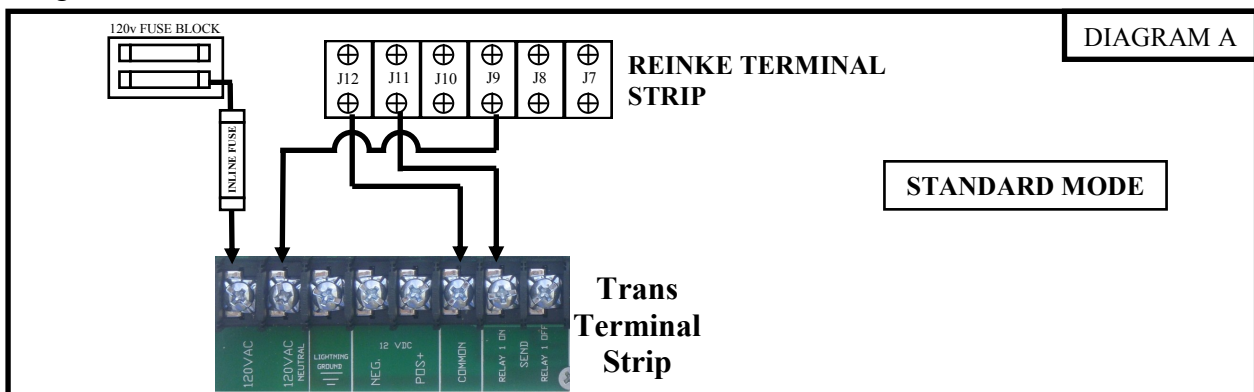 120v FUSE BLOCK
DIAGRAM A
J12 J11 J10 J9 J8 J7
REINKE TERMINAL
STRIP
INLINE FUSE
STANDARD MODE
Trans
Terminal
Strip
120VAC
120VAC
NEUTRAL
LIGHTNING
GROUND
12 VDC
NEG.
POS+
COMMON
RELAY 1 ON
SEND
RELAY 1 OFF